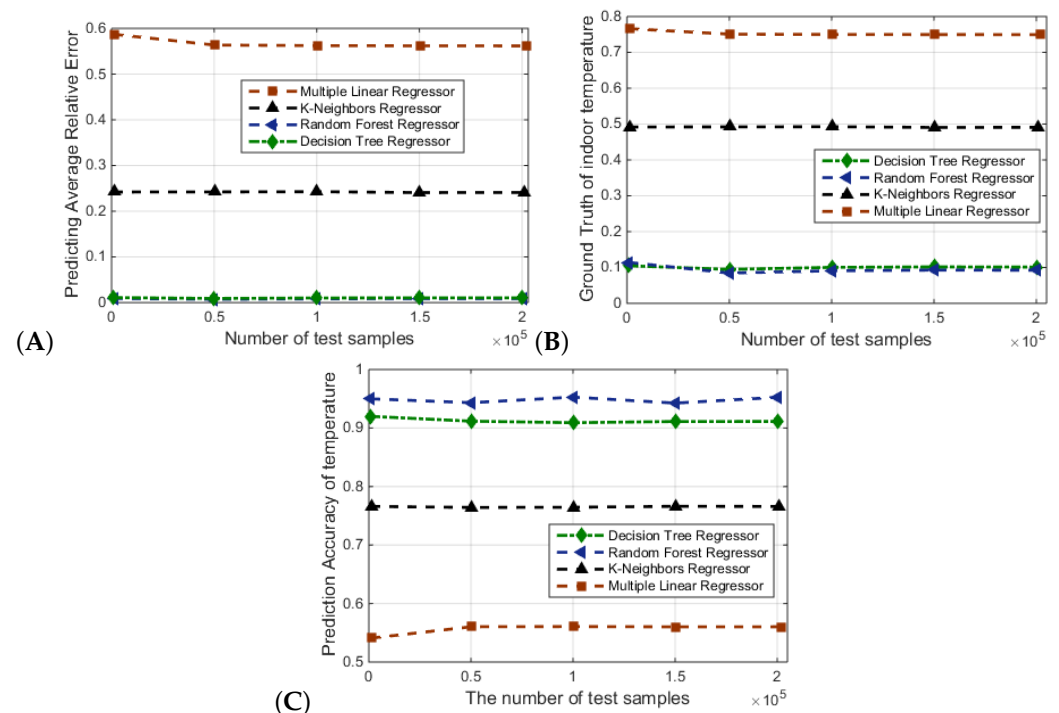 0.6
0.5
0.4
0.3
0.2
0.1
0
Predicting Average Relative Error
Multiple Linear Regressor
K-Neighbors Regressor
Random Forest Regressor
Decision Tree Regressor
0 0.5 1 1.5 2
Number of test samples
× 10^5
(A)
0.8
0.7
0.6
0.5
0.4
0.3
0.2
0.1
0
Ground Truth of indoor temperature
Decision Tree Regressor
Random Forest Regressor
K-Neighbors Regressor
Multiple Linear Regressor
0 0.5 1 1.5 2
Number of test samples
× 10^5
(B)
1
0.9
0.8
0.7
0.6
0.5
Prediction Accuracy of temperature
Decision Tree Regressor
Random Forest Regressor
K-Neighbors Regressor
Multiple Linear Regressor
0 0.5 1 1.5 2
The number of test samples
× 10^5
(C)